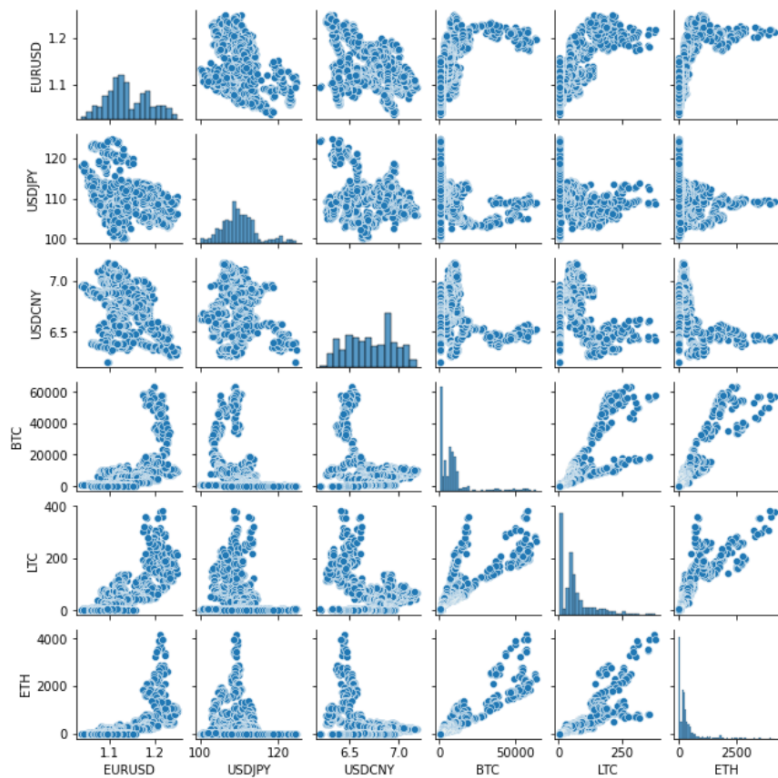 EURUSD
1.2
1.1
USDJPY
120
110
100
USDCNY
7.0
6.5
BTC
60000
40000
20000
0
LTC
400
200
0
ETH
4000
2000
0
1.1 1.2 100 120 6.5 7.0 0 50000 0 250 0 2500
EURUSD USDJPY USDCNY BTC LTC ETH